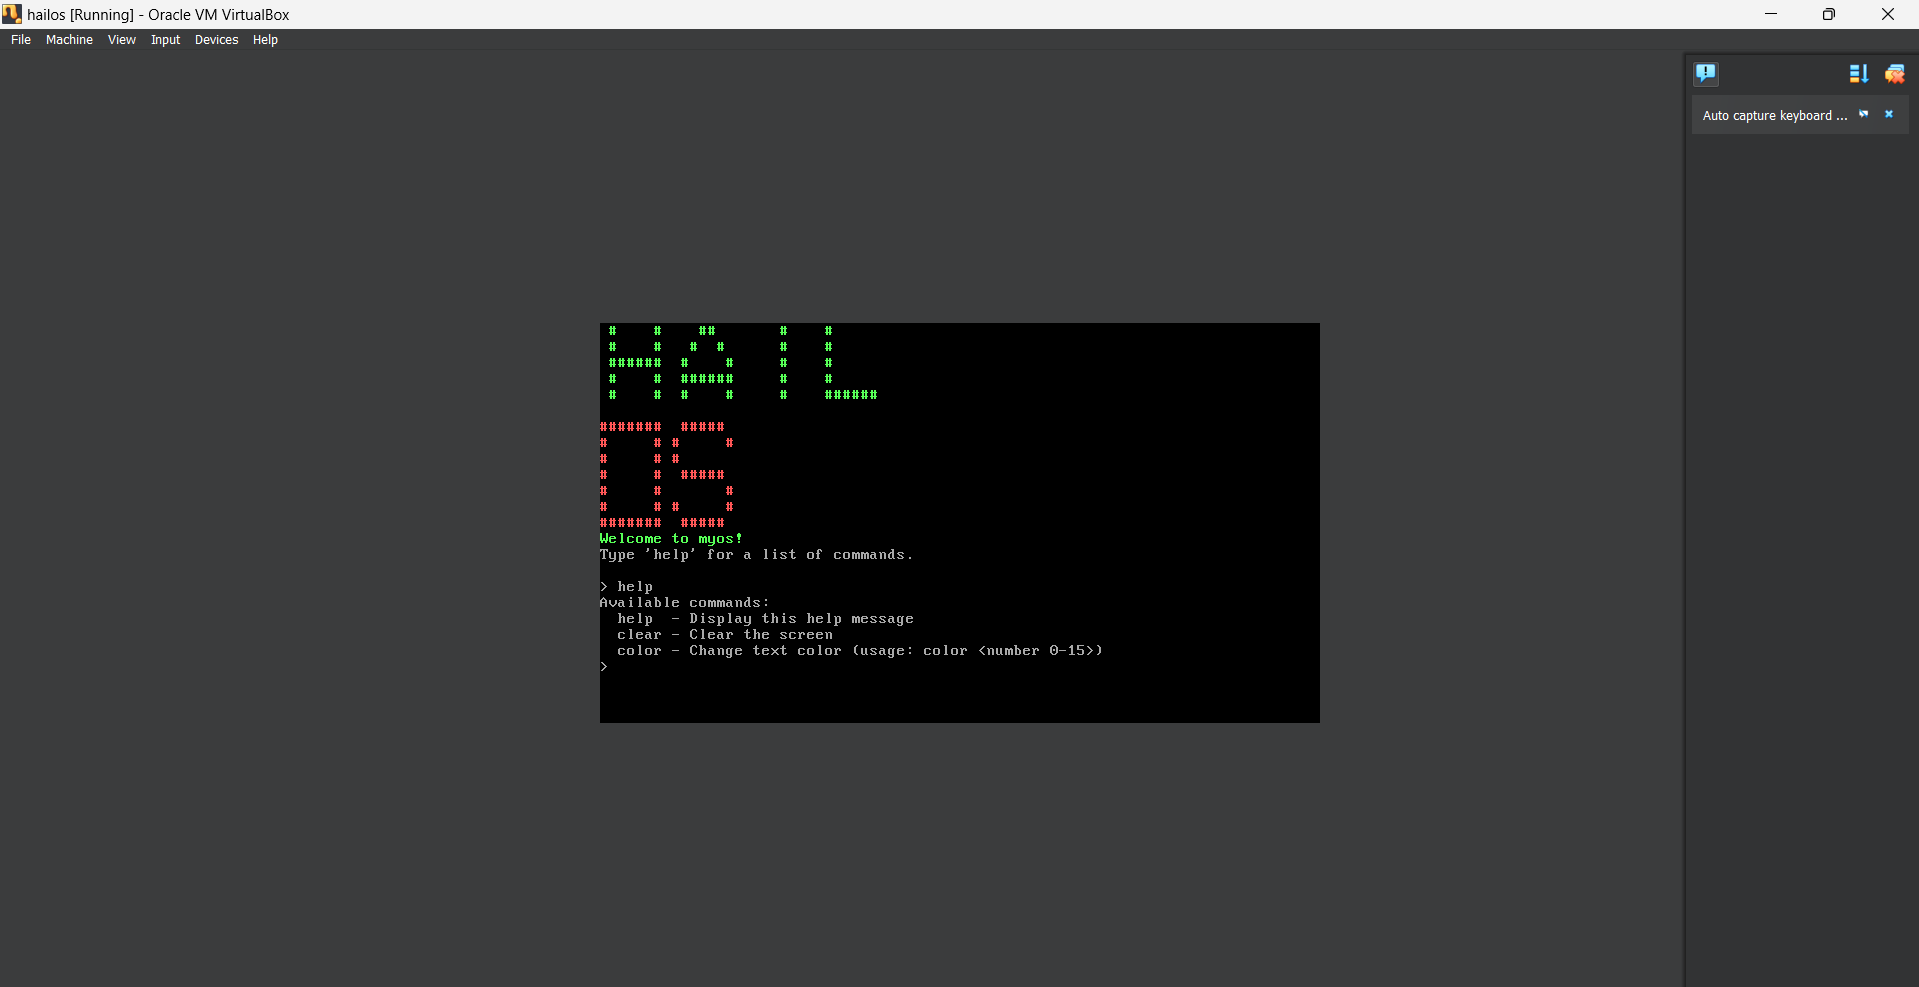 hailos [Running] - Oracle VM VirtualBox
File Machine View Input Devices Help
Auto capture keyboard ...
HAIL
OS
Welcome to myos!
Type 'help' for a list of commands.
> help
Available commands:
help - Display this help message
clear - Clear the screen
color - Change text color (usage: color <number 0-15>)
>